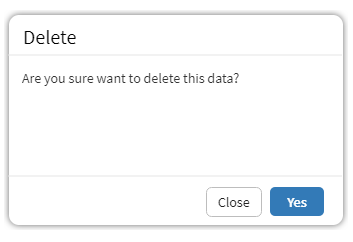 Delete
Are you sure want to delete this data?
Close
Yes